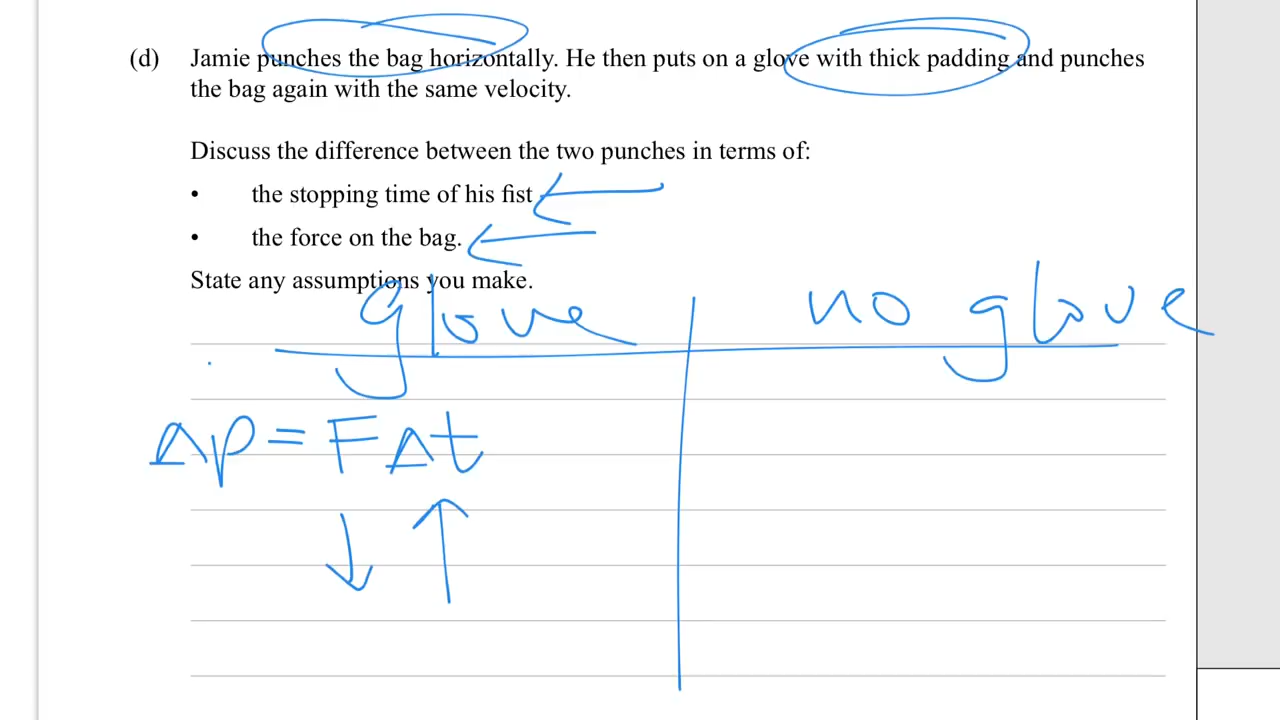 (d) Jamie punches the bag horizontally. He then puts on a glove with thick padding and punches
the bag again with the same velocity.
Discuss the difference between the two punches in terms of:
• the stopping time of his fist
• the force on the bag.
State any assumptions you make.
glove no glove
Δp = FΔt
↓ ↑